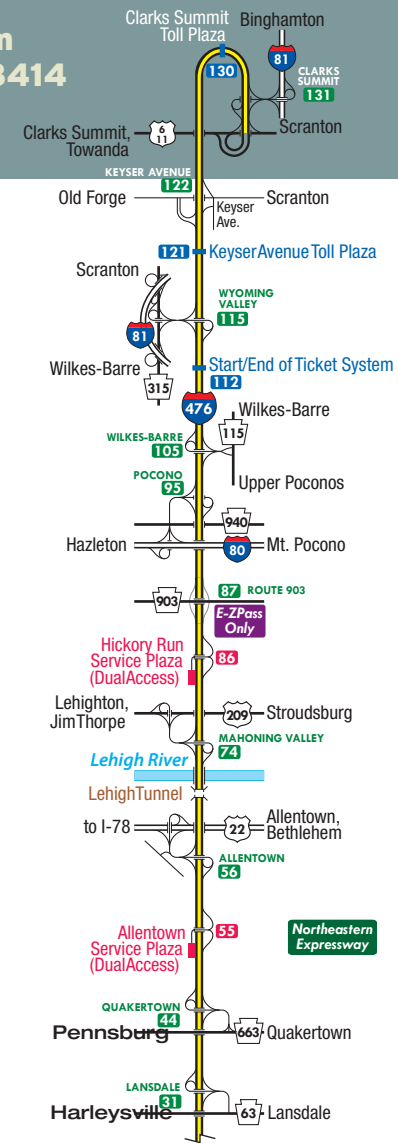 Clarks Summit
Toll Plaza
Binghamton
m
3414
130
81
CLARKS
SUMMIT
131
6
11
Clarks Summit,
Towanda
Scranton
KEYSER AVENUE
122
Old Forge
Scranton
Keyser
Ave.
121
KeyserAvenue Toll Plaza
Scranton
WYOMING
VALLEY
115
81
Start/End of Ticket System
112
Wilkes-Barre
315
476
Wilkes-Barre
115
WILKES-BARRE
105
POCONO
95
Upper Poconos
940
Hazleton
80
Mt. Pocono
87 ROUTE 903
903
E-ZPass
Only
Hickory Run
Service Plaza
(DualAccess)
86
Lehighton,
JimThorpe
209
Stroudsburg
MAHONING VALLEY
74
Lehigh River
LehighTunnel
to I-78
22
Allentown,
Bethlehem
ALLENTOWN
56
Allentown
Service Plaza
(DualAccess)
55
Northeastern
Expressway
QUAKERTOWN
44
Pennsburg
663
Quakertown
LANSDALE
31
Harleysville
63
Lansdale